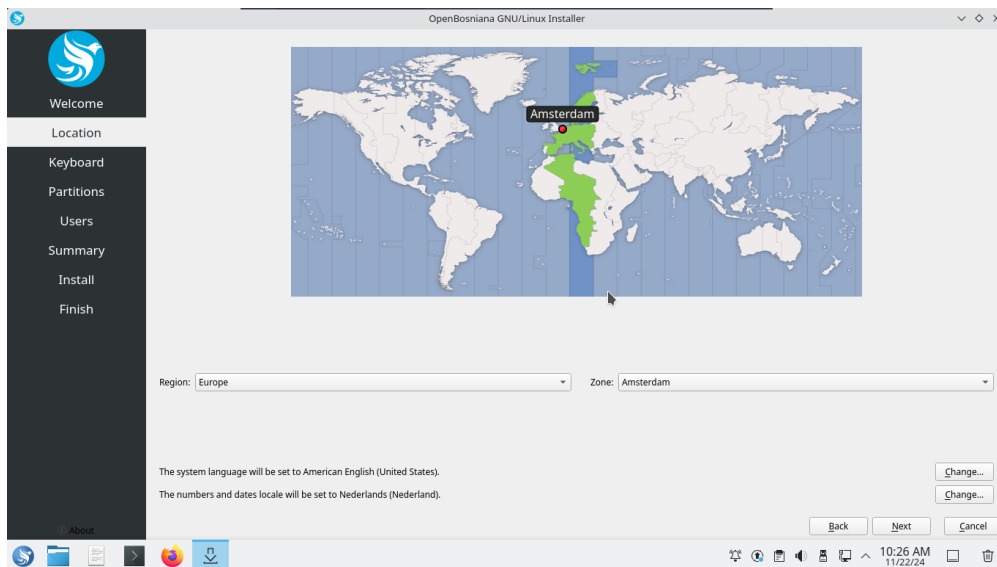 OpenBosniana GNU/Linux Installer
Welcome
Location
Keyboard
Partitions
Users
Summary
Install
Finish
About
Amsterdam
Region: Europe
Zone: Amsterdam
The system language will be set to American English (United States).
Change...
The numbers and dates locale will be set to Nederlands (Nederland).
Change...
Back
Next
Cancel
10:26 AM
11/22/24